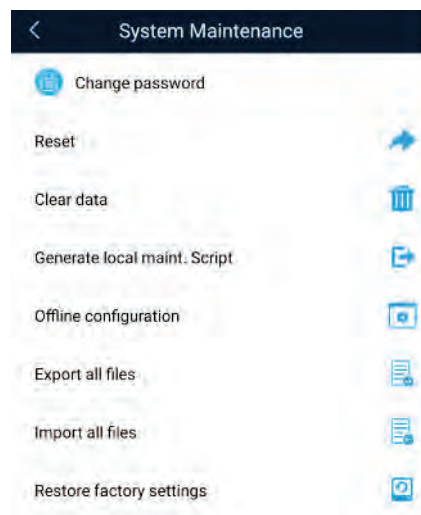 System Maintenance
Change password
Reset
Clear data
Generate local maint. Script
Offline configuration
Export all files
Import all files
Restore factory settings